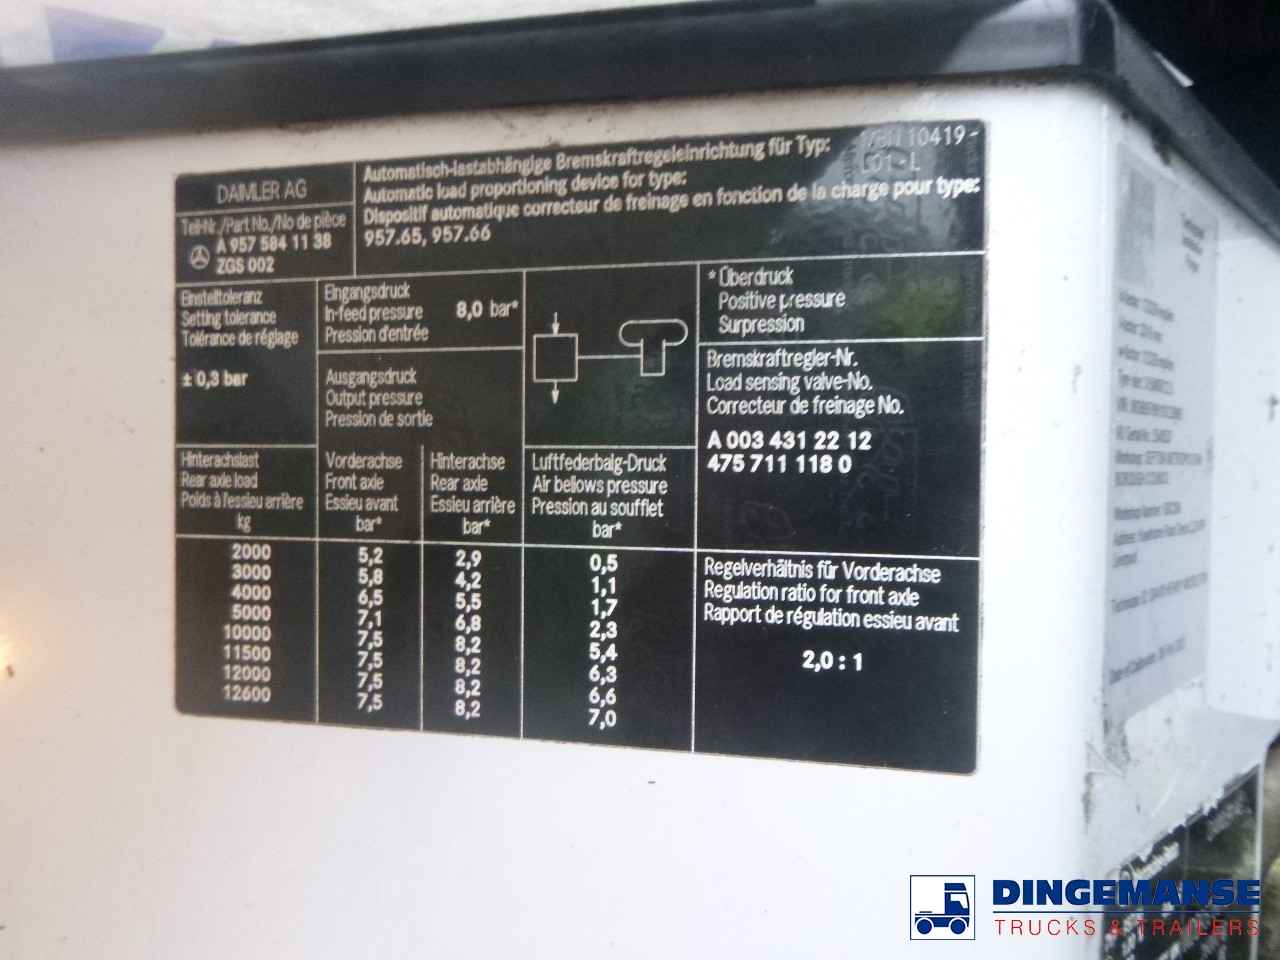 DAIMLER AG
Teil-Nr./Part No./No de pièce
A 957 584 11 38
ZGS 002
Automatisch-lastabhängige Bremskraftregeleinrichtung für Typ:
Automatic load proportioning device for type:
Dispositif automatique correcteur de freinage en fonction de la charge pour type:
957.65, 957.66
10419-
L01-L
Einstelltoleranz
Setting tolerance
Tolérance de réglage
± 0,3 bar
Eingangsdruck
In-feed pressure 8,0 bar*
Pression d'entrée
Ausgangsdruck
Output pressure
Pression de sortie
* Überdruck
Positive pressure
Surpression
Bremskraftregler-Nr.
Load sensing valve-No.
Correcteur de freinage No.
A 003 431 22 12
475 711 118 0
Hinterachslast
Rear axle load
Poids à l'essieu arrière
kg
Vorderachse
Front axle
Essieu avant
bar*
Hinterachse
Rear axle
Essieu arrière
bar*
Luftfederbalg-Druck
Air bellows pressure
Pression au soufflet
bar*
2000 5,2 2,9 0,5
3000 5,8 4,2 1,1
4000 6,5 5,5 1,7
5000 7,1 6,8 2,3
10000 7,5 8,2 5,4
11500 7,5 8,2 6,3
12000 7,5 8,2 6,6
12600 7,5 8,2 7,0
Regelverhältnis für Vorderachse
Regulation ratio for front axle
Rapport de régulation essieu avant
2,0 : 1
DINGEMANSE
TRUCKS & TRAILERS